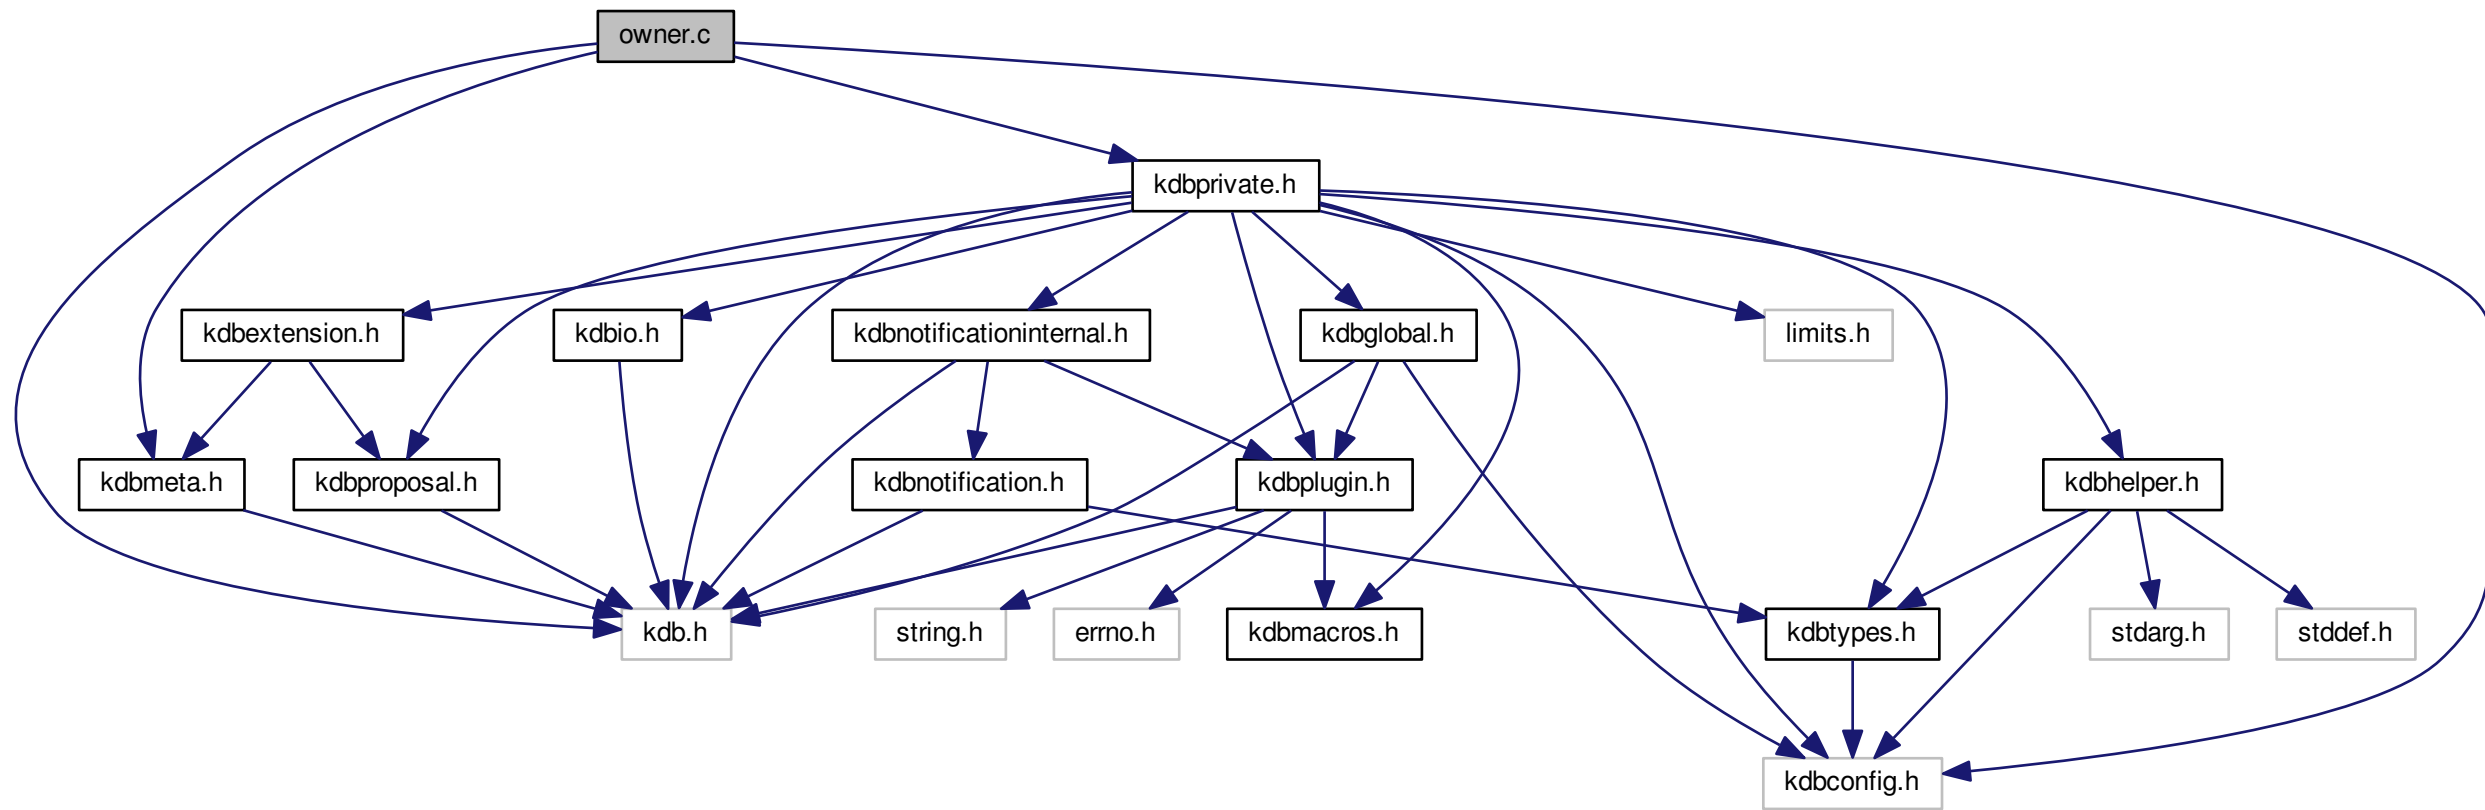 owner.c
kdbprivate.h
kdbextension.h
kdbio.h
kdbnotificationinternal.h
kdbglobal.h
limits.h
kdbmeta.h
kdbproposal.h
kdbnotification.h
kdbplugin.h
kdbhelper.h
kdb.h
string.h
errno.h
kdbmacros.h
kdbtypes.h
stdarg.h
stddef.h
kdbconfig.h